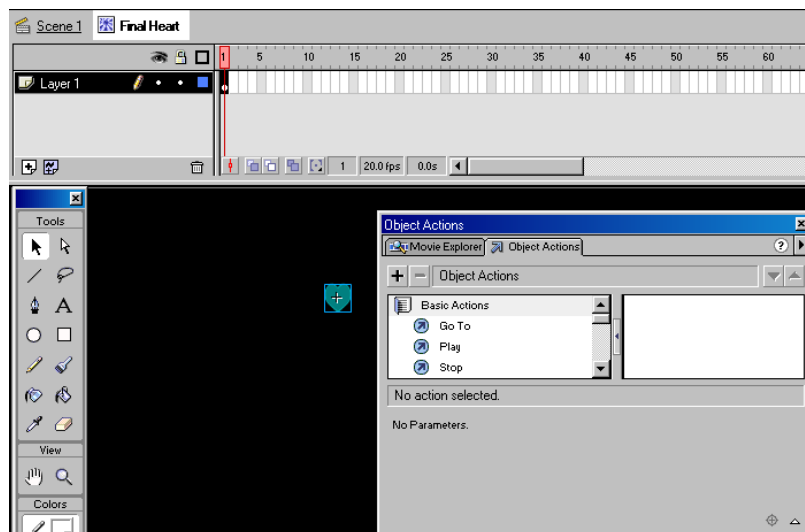 Scene 1 Final Heart
1 5 10 15 20 25 30 35 40 45 50 55 60
Layer 1
1 20.0 fps 0.0s
Tools
A
View
Colors
Object Actions
Movie Explorer Object Actions ?
+ - Object Actions
Basic Actions
Go To
Play
Stop
No action selected.
No Parameters.